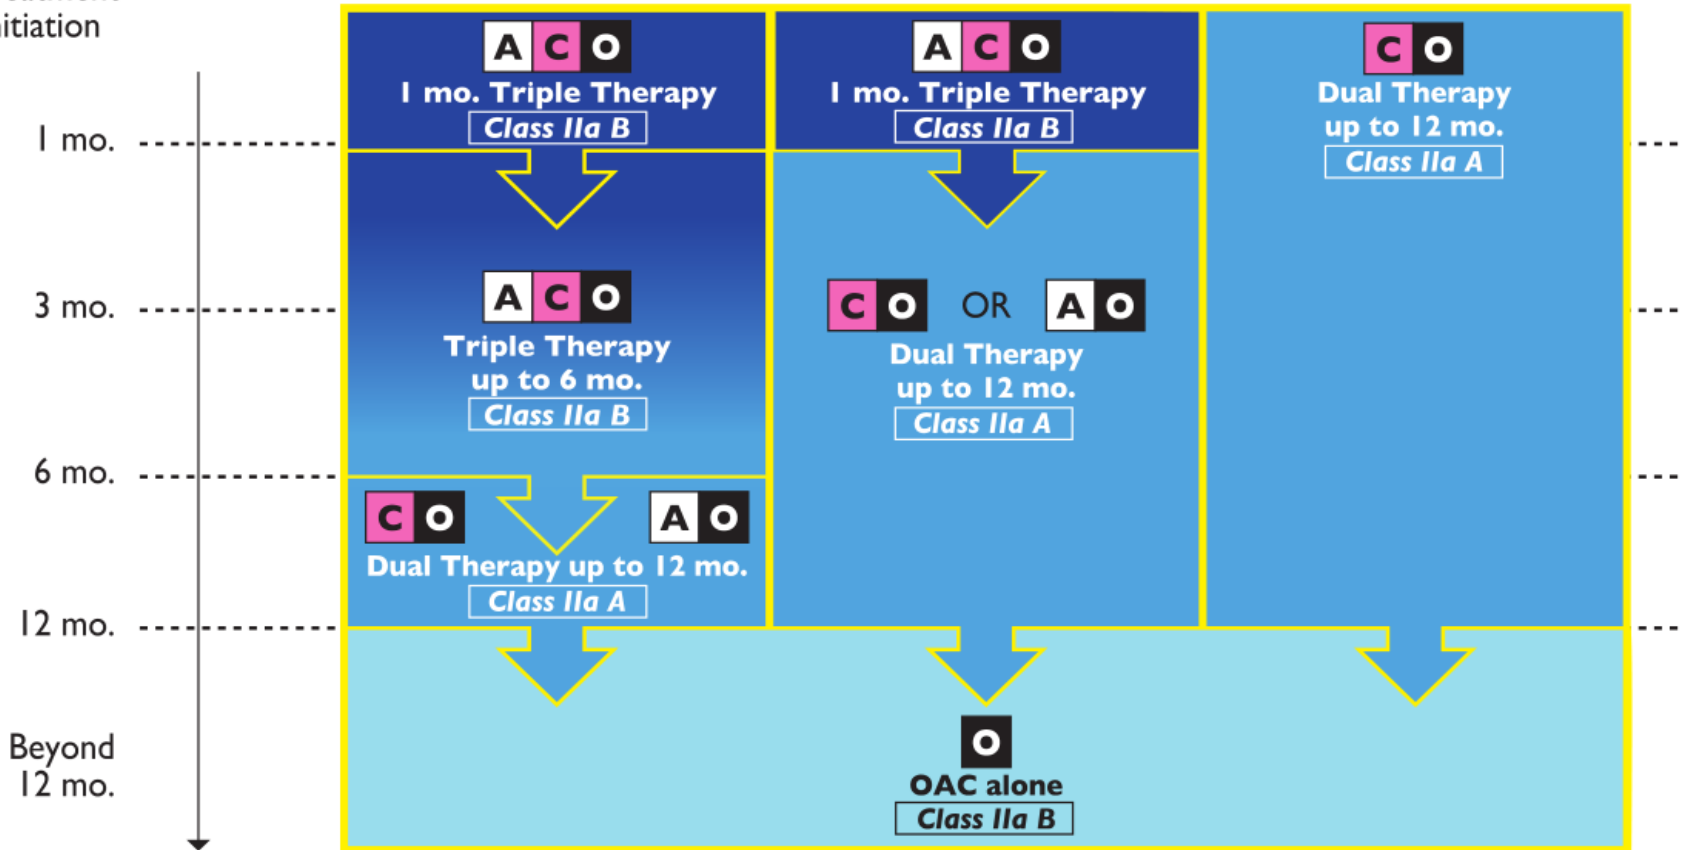 nitiation
A C O
1 mo. Triple Therapy
Class IIa B
A C O
1 mo. Triple Therapy
Class IIa B
C O
Dual Therapy
up to 12 mo.
Class IIa A
1 mo.
3 mo.
A C O
Triple Therapy
up to 6 mo.
Class IIa B
C O OR A O
Dual Therapy
up to 12 mo.
Class IIa A
6 mo.
C O A O
Dual Therapy up to 12 mo.
Class IIa A
12 mo.
Beyond
12 mo.
O
OAC alone
Class IIa B